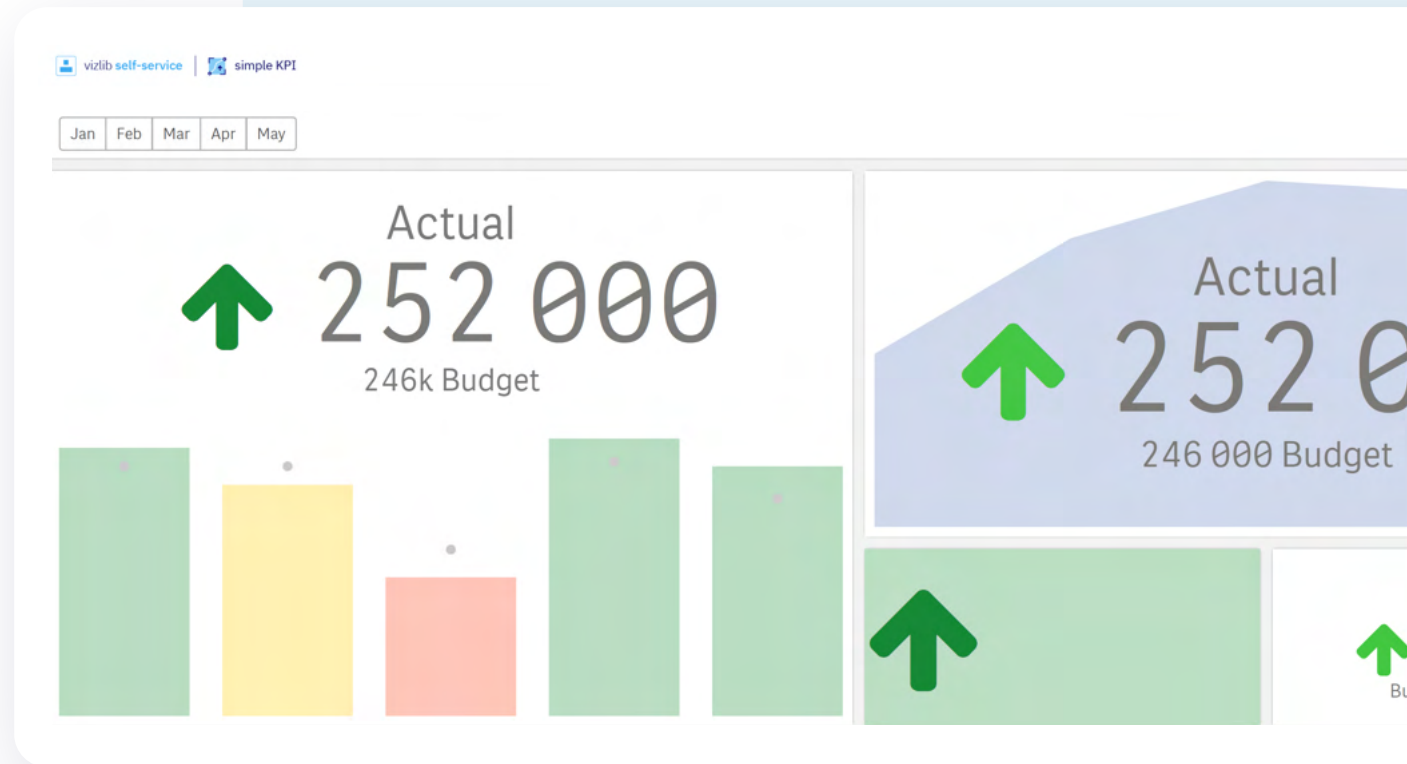 vizlib self-service | simple KPI
Jan Feb Mar Apr May
Actual
252 000
246k Budget
Actual
252 0
246 000 Budget